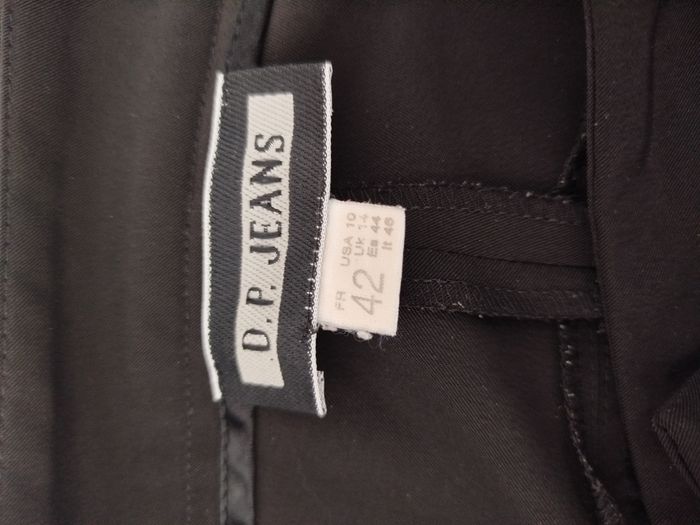 D.P. JEANS
FR 42
USA 10
UK 14
Es 44
It 46